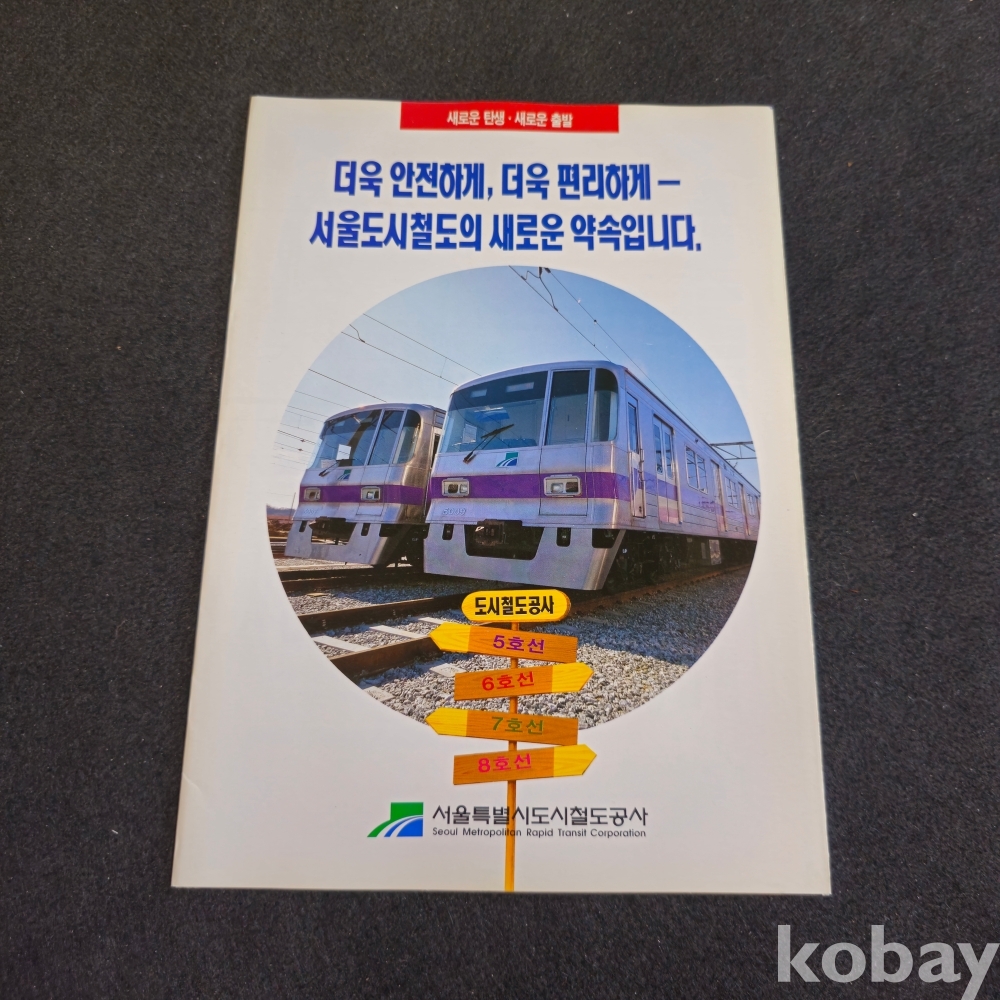 새로운 탄생·새로운 출발
더욱 안전하게, 더욱 편리하게 —
서울도시철도의 새로운 약속입니다.
도시철도공사
5호선
6호선
7호선
8호선
서울특별시도시철도공사
Seoul Metropolitan Rapid Transit Corporation
kobay